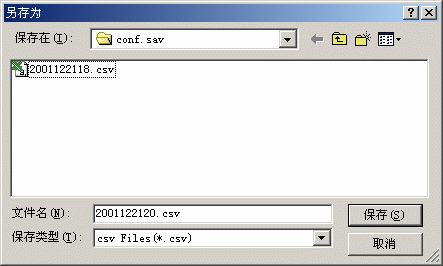 另存为
保存在(I): conf.sav
2001122118.csv
文件名(N): 2001122120.csv 保存(S)
保存类型(T): csv Files(*.csv) 取消